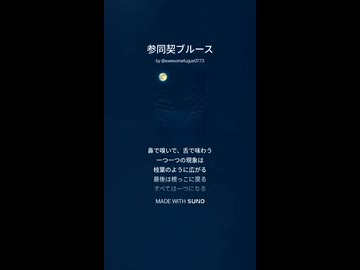 参同契ブルース
by @awesomefugue0773
鼻で嗅いで、舌で味わう
一つ一つの現象は
枝葉のように広がる
最後は根っこに戻る
すべては一つになる
MADE WITH SUNO